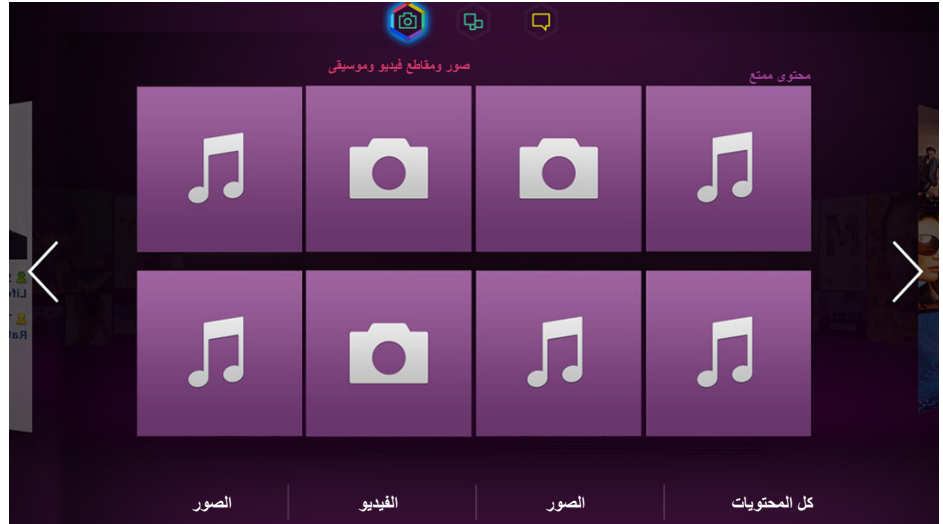 صور ومقاطع فيديو وموسيقى
محتوى ممتع
كل المحتويات
الصور
الفيديو
الصور